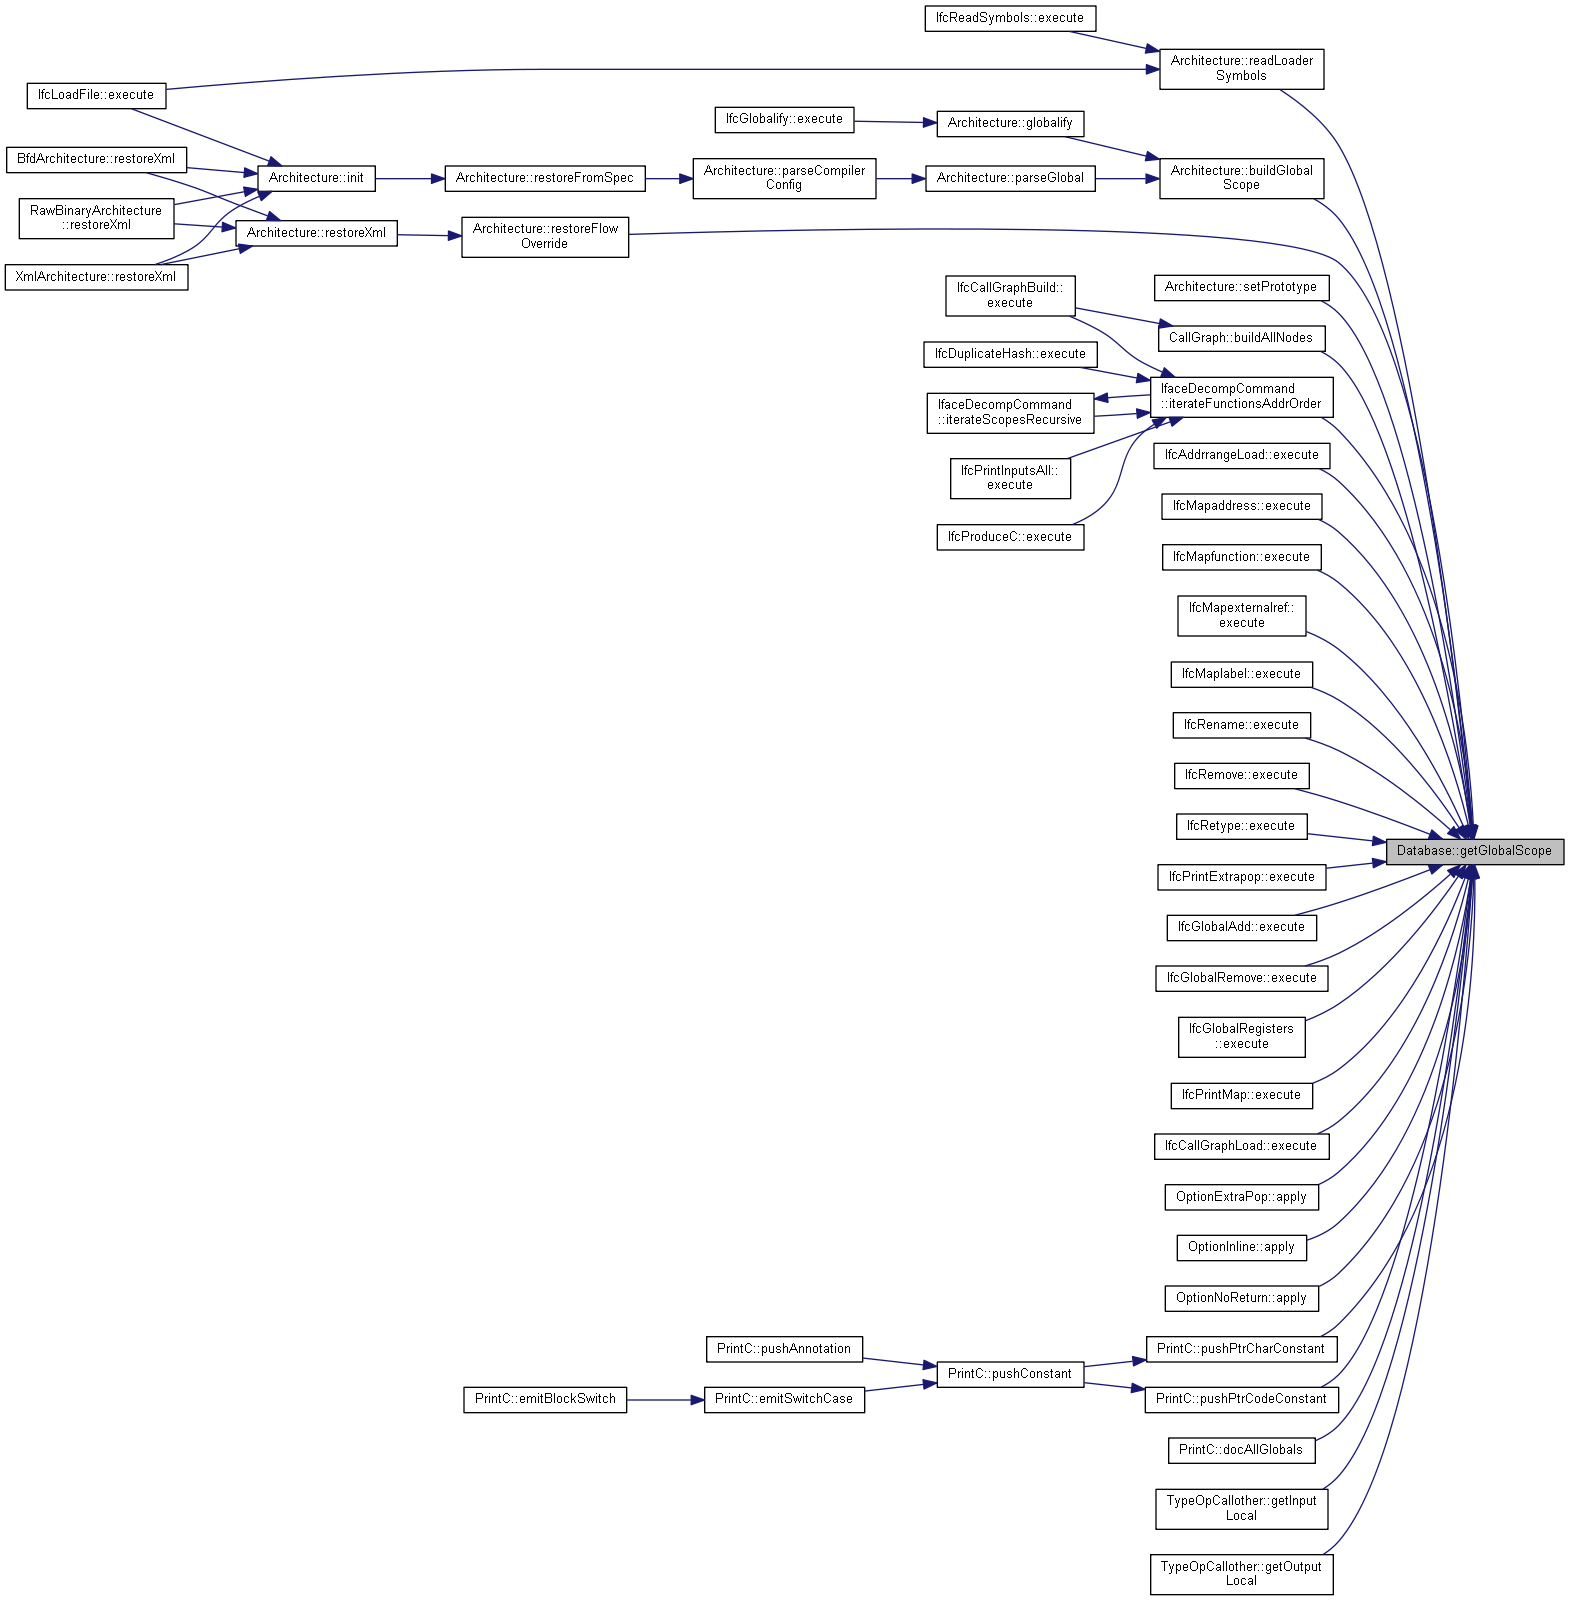 IfcReadSymbols::execute
Architecture::readLoader
Symbols
IfcLoadFile::execute
IfcGlobalify::execute
Architecture::globalify
BfdArchitecture::restoreXml
Architecture::init
Architecture::restoreFromSpec
Architecture::parseCompiler
Config
Architecture::parseGlobal
Architecture::buildGlobal
Scope
RawBinaryArchitecture
::restoreXml
Architecture::restoreXml
Architecture::restoreFlow
Override
XmlArchitecture::restoreXml
IfcCallGraphBuild::
execute
Architecture::setPrototype
CallGraph::buildAllNodes
IfcDuplicateHash::execute
IfaceDecompCommand
::iterateFunctionsAddrOrder
IfaceDecompCommand
::iterateScopesRecursive
IfcPrintInputsAll::
execute
IfcProduceC::execute
IfcAddrrangeLoad::execute
IfcMapaddress::execute
IfcMapfunction::execute
IfcMapexternalref::
execute
IfcMaplabel::execute
IfcRename::execute
IfcRemove::execute
IfcRetype::execute
Database::getGlobalScope
IfcPrintExtrapop::execute
IfcGlobalAdd::execute
IfcGlobalRemove::execute
IfcGlobalRegisters
::execute
IfcPrintMap::execute
IfcCallGraphLoad::execute
OptionExtraPop::apply
OptionInline::apply
OptionNoReturn::apply
PrintC::pushAnnotation
PrintC::pushPtrCharConstant
PrintC::pushConstant
PrintC::emitBlockSwitch
PrintC::emitSwitchCase
PrintC::pushPtrCodeConstant
PrintC::docAllGlobals
TypeOpCallother::getInput
Local
TypeOpCallother::getOutput
Local